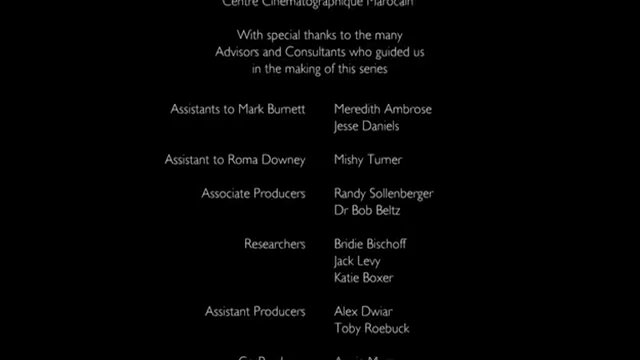 Centre Cinématographique Marocain
With special thanks to the many
Advisors and Consultants who guided us
in the making of this series
Assistants to Mark Burnett Meredith Ambrose
Jesse Daniels
Assistant to Roma Downey Mishy Turner
Associate Producers Randy Sollenberger
Dr Bob Beltz
Researchers Bridie Bischoff
Jack Levy
Katie Boxer
Assistant Producers Alex Dwiar
Toby Roebuck